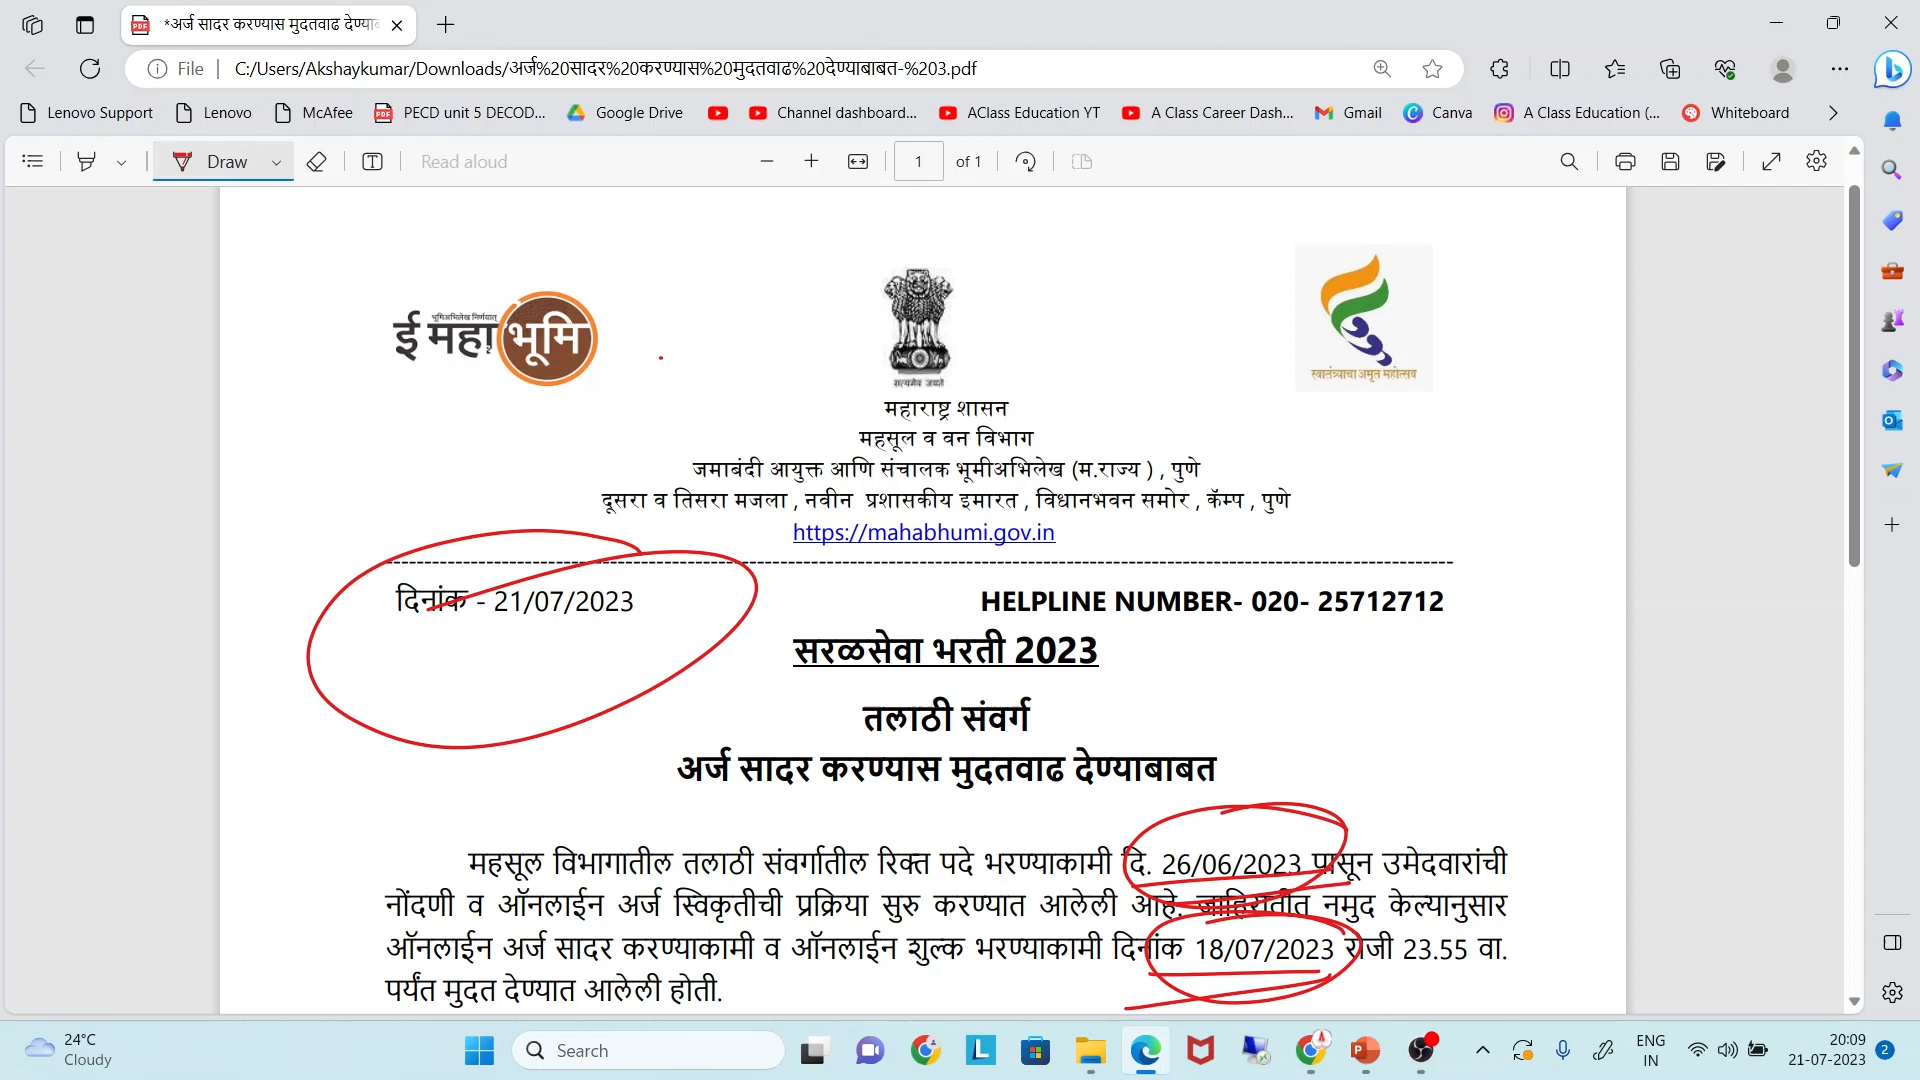 *अर्ज सादर करण्यास मुदतवाढ देण्याब
File
C:/Users/Akshaykumar/Downloads/अर्ज%20सादर%20करण्यास%20मुदतवाढ%20देण्याबाबत-%203.pdf
Lenovo Support Lenovo McAfee PECD unit 5 DECOD... Google Drive Channel dashboard... AClass Education YT A Class Career Dash... Gmail Canva A Class Education (... Whiteboard
Draw Read aloud 1 of 1
भूमिअभिलेख निर्णयात्
ई महाभूमि
सत्यमेव जयते
स्वातंत्र्याचा अमृत महोत्सव
महाराष्ट्र शासन
महसूल व वन विभाग
जमाबंदी आयुक्त आणि संचालक भूमीअभिलेख (म.राज्य ) , पुणे
दूसरा व तिसरा मजला , नवीन प्रशासकीय इमारत , विधानभवन समोर , कॅम्प , पुणे
https://mahabhumi.gov.in
दिनांक - 21/07/2023 HELPLINE NUMBER- 020- 25712712
सरळसेवा भरती 2023
तलाठी संवर्ग
अर्ज सादर करण्यास मुदतवाढ देण्याबाबत
महसूल विभागातील तलाठी संवर्गातील रिक्त पदे भरण्याकामी दि. 26/06/2023 पासून उमेदवारांची
नोंदणी व ऑनलाईन अर्ज स्विकृतीची प्रक्रिया सुरु करण्यात आलेली आहे. जाहिरातीत नमुद केल्यानुसार
ऑनलाईन अर्ज सादर करण्याकामी व ऑनलाईन शुल्क भरण्याकामी दिनांक 18/07/2023 राजी 23.55 वा.
पर्यंत मुदत देण्यात आलेली होती.
24°C
Cloudy
Search
ENG
IN
20:09
21-07-2023
2